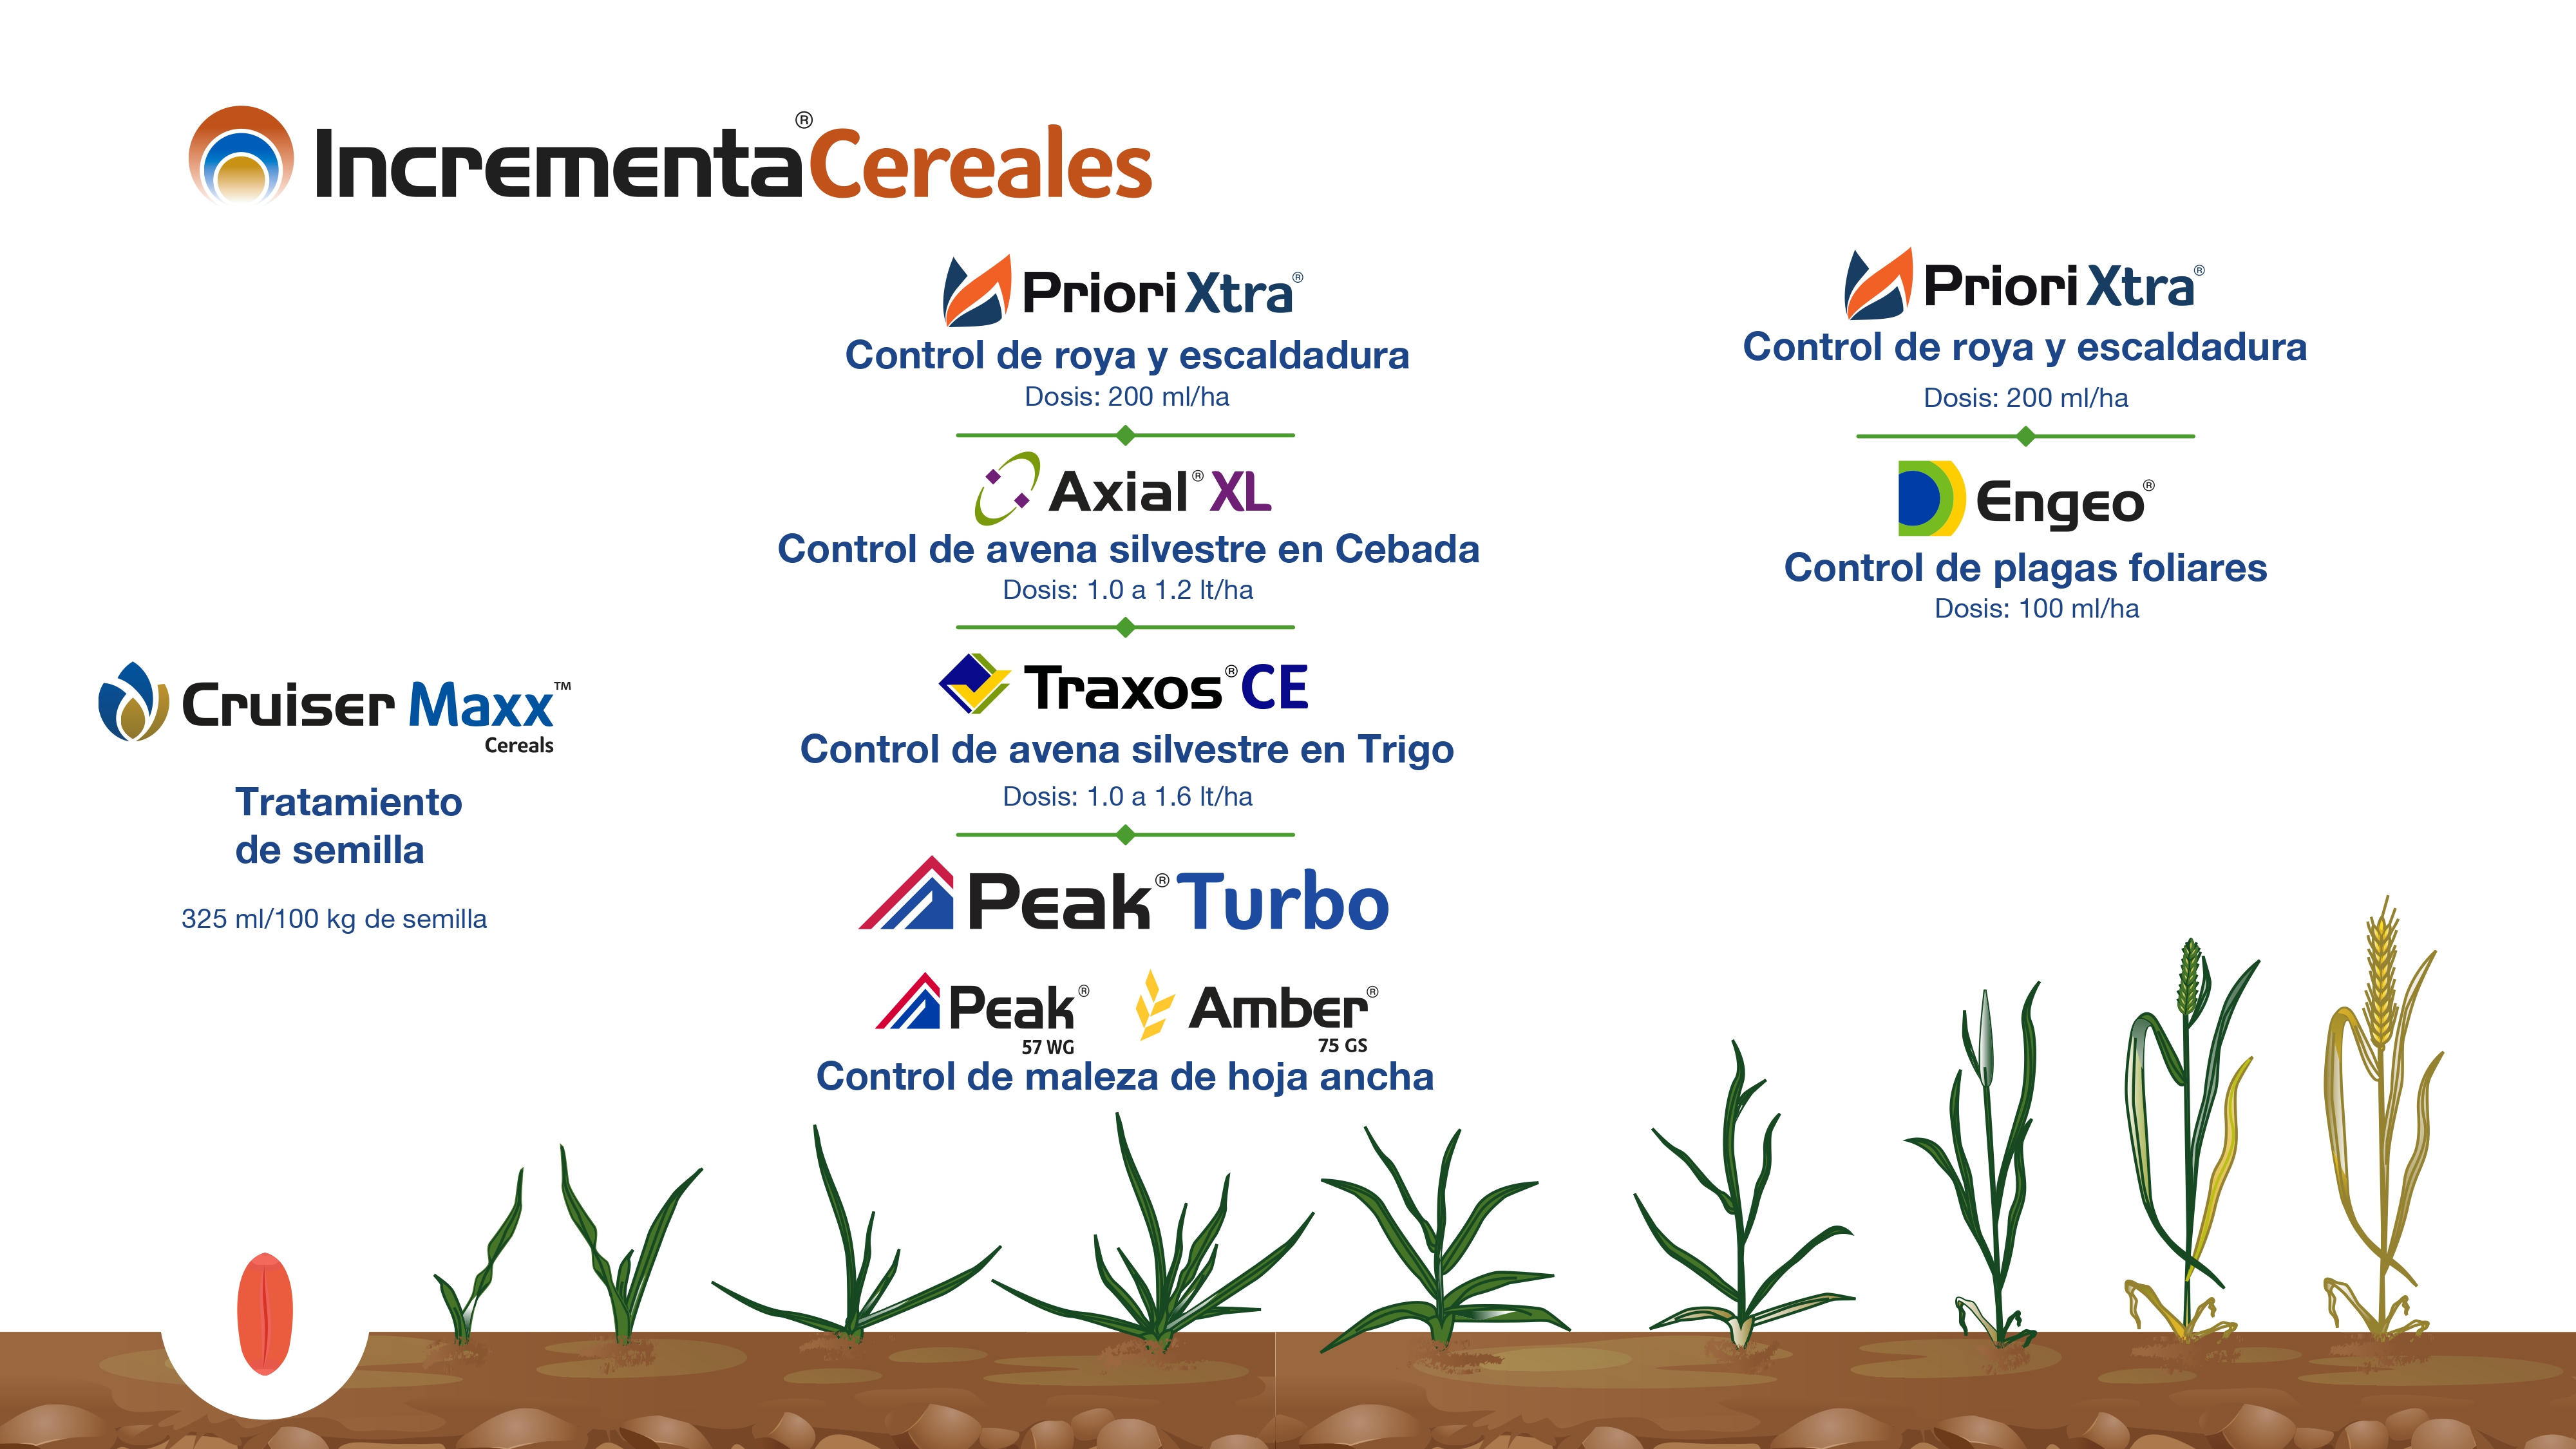 Incrementa® Cereales
Cruiser Maxx™
Cereals
Tratamiento
de semilla
325 ml/100 kg de semilla
Priori Xtra®
Control de roya y escaldadura
Dosis: 200 ml/ha
Axial® XL
Control de avena silvestre en Cebada
Dosis: 1.0 a 1.2 lt/ha
Traxos® CE
Control de avena silvestre en Trigo
Dosis: 1.0 a 1.6 lt/ha
Peak® Turbo
Peak® Amber®
57 WG 75 GS
Control de maleza de hoja ancha
Priori Xtra®
Control de roya y escaldadura
Dosis: 200 ml/ha
Engeo®
Control de plagas foliares
Dosis: 100 ml/ha